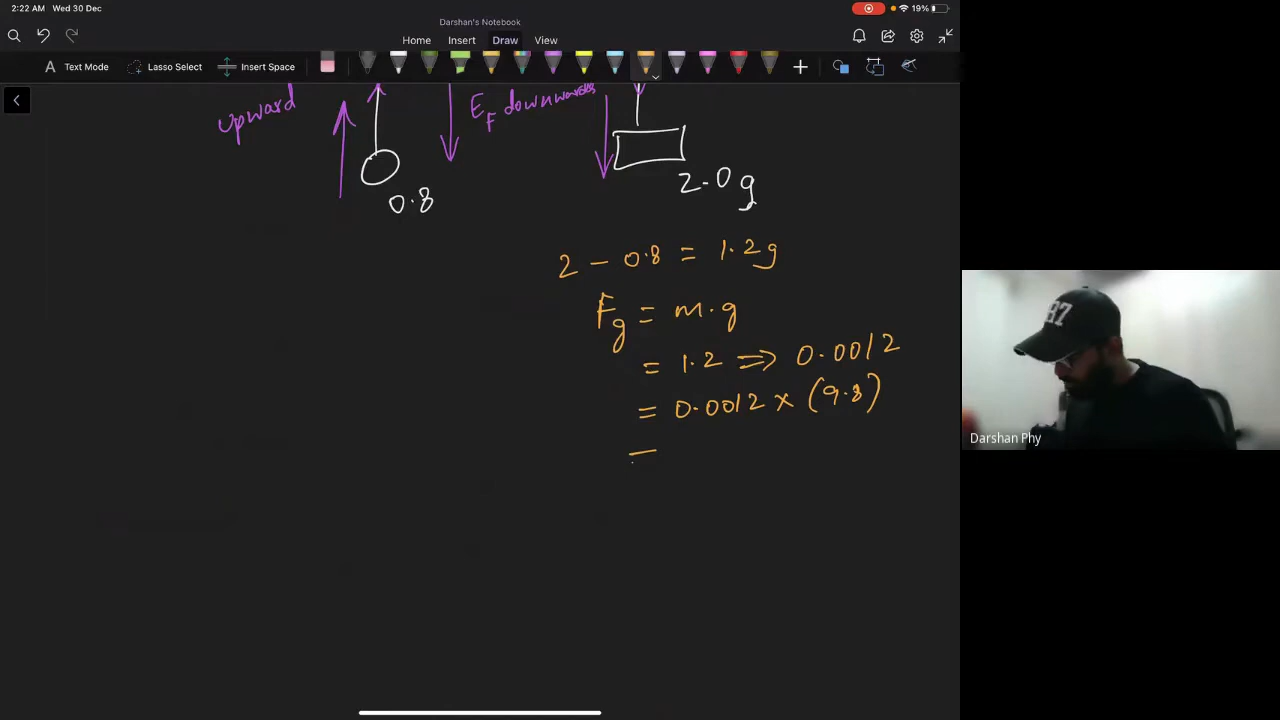 2:22 AM Wed 30 Dec
19%
Darshan's Notebook
Home Insert Draw View
Text Mode Lasso Select Insert Space
upward
E_F downwards
0.8
2.0g
2 - 0.8 = 1.2g
F_g = m.g
= 1.2 ⇒ 0.0012
= 0.0012 x (9.8)
=
Darshan Phy